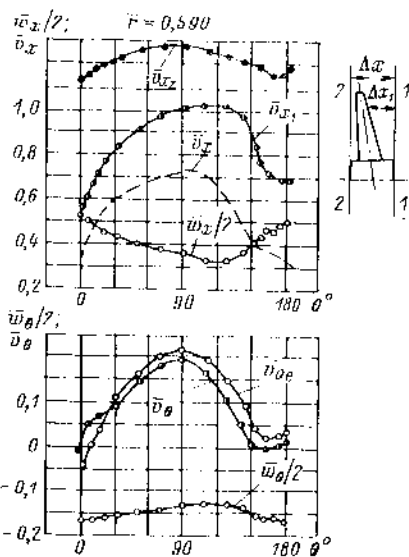 w̄x/2; r̄ = 0,590
v̄x
v̄x₂
Δx
Δx₁
2 1
1,0
v̄x₁
0,8
v̄x
0,6
2 1
w̄x/2
0,4
0,2
0 90 180 θ°
w̄θ/2;
v̄θ
vθe
0,1
v̄θ
0
w̄θ/2
-0,1
-0,2
0 90 180 θ°